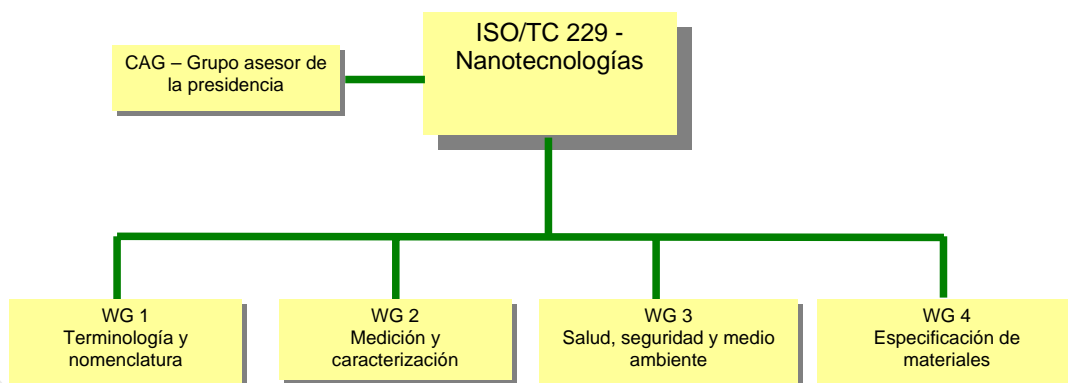 ISO/TC 229 -
Nanotecnologías
CAG – Grupo asesor de
la presidencia
WG 1
Terminología y
nomenclatura
WG 2
Medición y
caracterización
WG 3
Salud, seguridad y medio
ambiente
WG 4
Especificación de
materiales